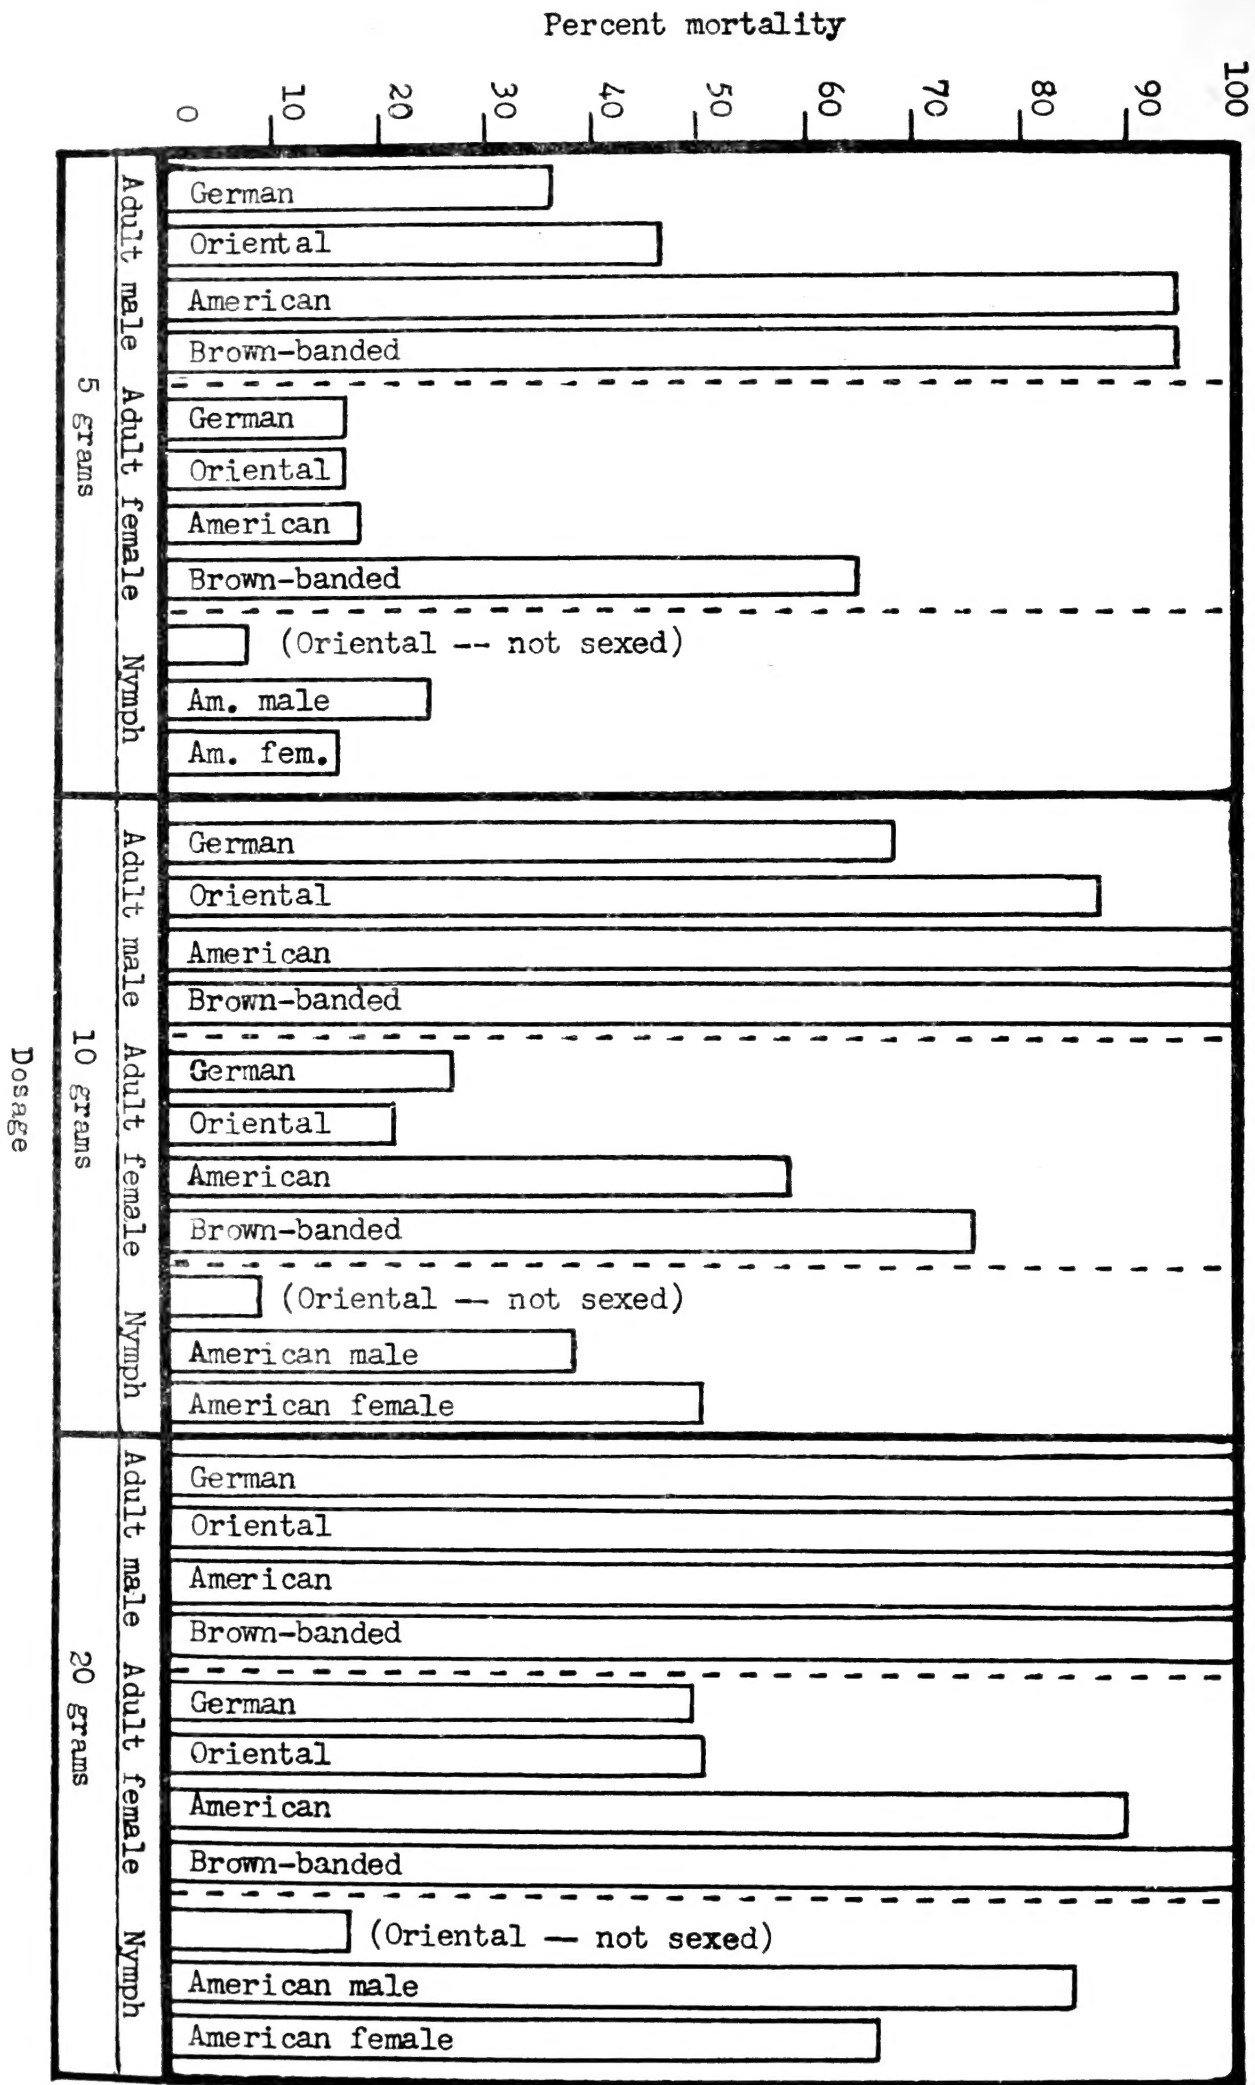 Percent mortality
0
10
20
30
40
50
60
70
80
90
100
5 grams
Adult male
German
Oriental
American
Brown-banded
Adult female
German
Oriental
American
Brown-banded
Nymph
(Oriental -- not sexed)
Am. male
Am. fem.
10 grams
Adult male
German
Oriental
American
Brown-banded
Adult female
German
Oriental
American
Brown-banded
Nymph
(Oriental — not sexed)
American male
American female
20 grams
Adult male
German
Oriental
American
Brown-banded
Adult female
German
Oriental
American
Brown-banded
Nymph
(Oriental — not sexed)
American male
American female
Dosage